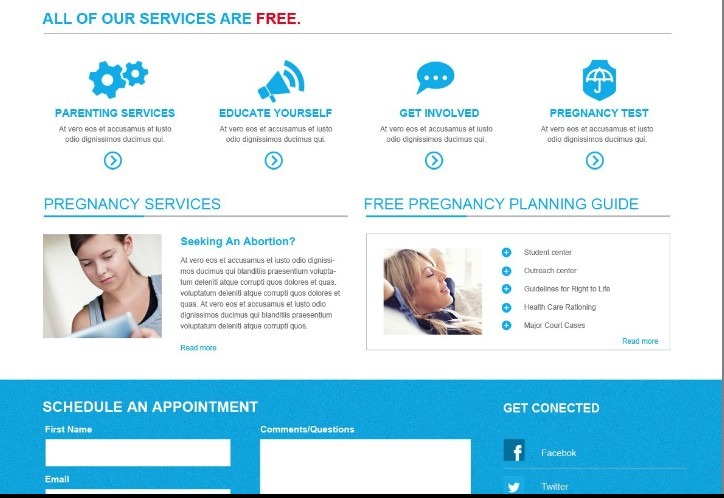 ALL OF OUR SERVICES ARE FREE.
PARENTING SERVICES
At vero eos et accusamus et iusto
odio dignissimos ducimus qui.
EDUCATE YOURSELF
At vero eos et accusamus et iusto
odio dignissimos ducimus qui.
GET INVOLVED
At vero eos et accusamus et iusto
odio dignissimos ducimus qui.
PREGNANCY TEST
At vero eos et accusamus et iusto
odio dignissimos ducimus qui.
PREGNANCY SERVICES
Seeking An Abortion?
At vero eos et accusamus et iusto odio dignissi-
mos ducimus qui blanditiis praesentium volupta-
tum deleniti atque corrupti quos dolores et quas.
voluptatum deleniti atque corrupti quos dolores et
quas. At vero eos et accusamus et iusto odio
dignissimos ducimus qui blanditiis praesentium
voluptatum deleniti atque corrupti quos.
Read more
FREE PREGNANCY PLANNING GUIDE
Student center
Outreach center
Guidelines for Right to Life
Health Care Rationing
Major Court Cases
Read more
SCHEDULE AN APPOINTMENT
First Name
Email
Comments/Questions
GET CONECTED
Facebok
Twitter